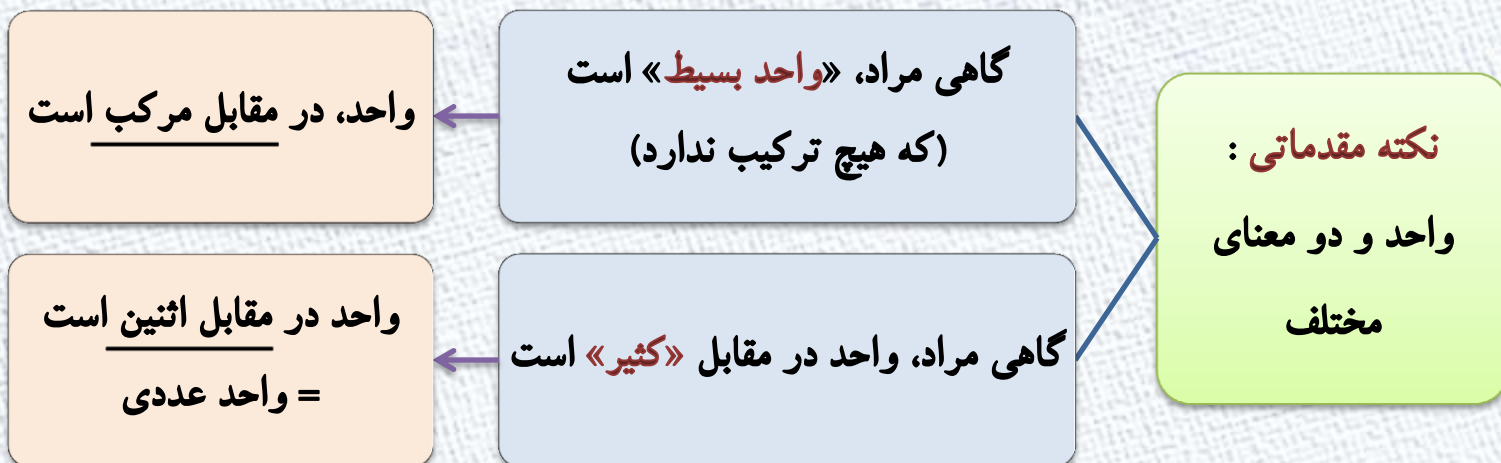 نکته مقدماتی :
واحد و دو معنای
مختلف
گاهی مراد، «واحد بسیط» است
(که هیچ ترکیب ندارد)
واحد، در مقابل مرکب است
گاهی مراد، واحد در مقابل «کثیر» است
واحد در مقابل اثنین است
= واحد عددی